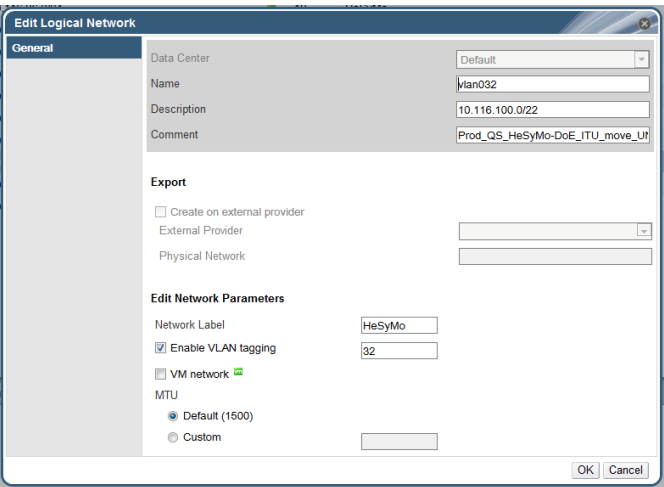 Edit Logical Network
General
Data Center Default
Name vlan032
Description 10.116.100.0/22
Comment Prod_QS_HeSyMo-DoE_ITU_move_U
Export
Create on external provider
External Provider
Physical Network
Edit Network Parameters
Network Label HeSyMo
Enable VLAN tagging 32
VM network
MTU
Default (1500)
Custom
OK Cancel